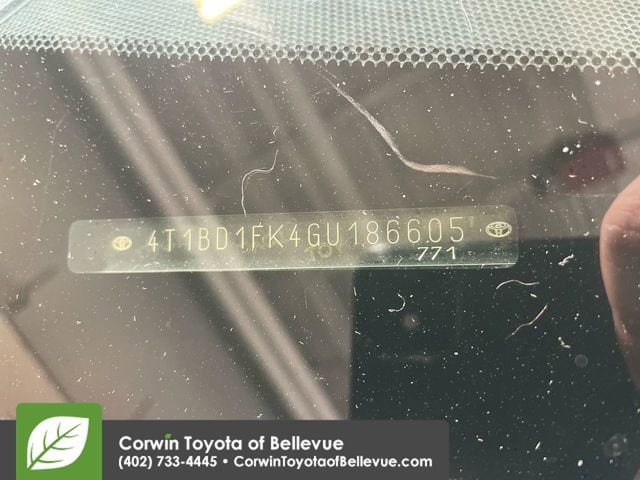 4T1BD1FK4GU186605
771
Corwin Toyota of Bellevue
(402) 733-4445 • CorwinToyotaofBellevue.com